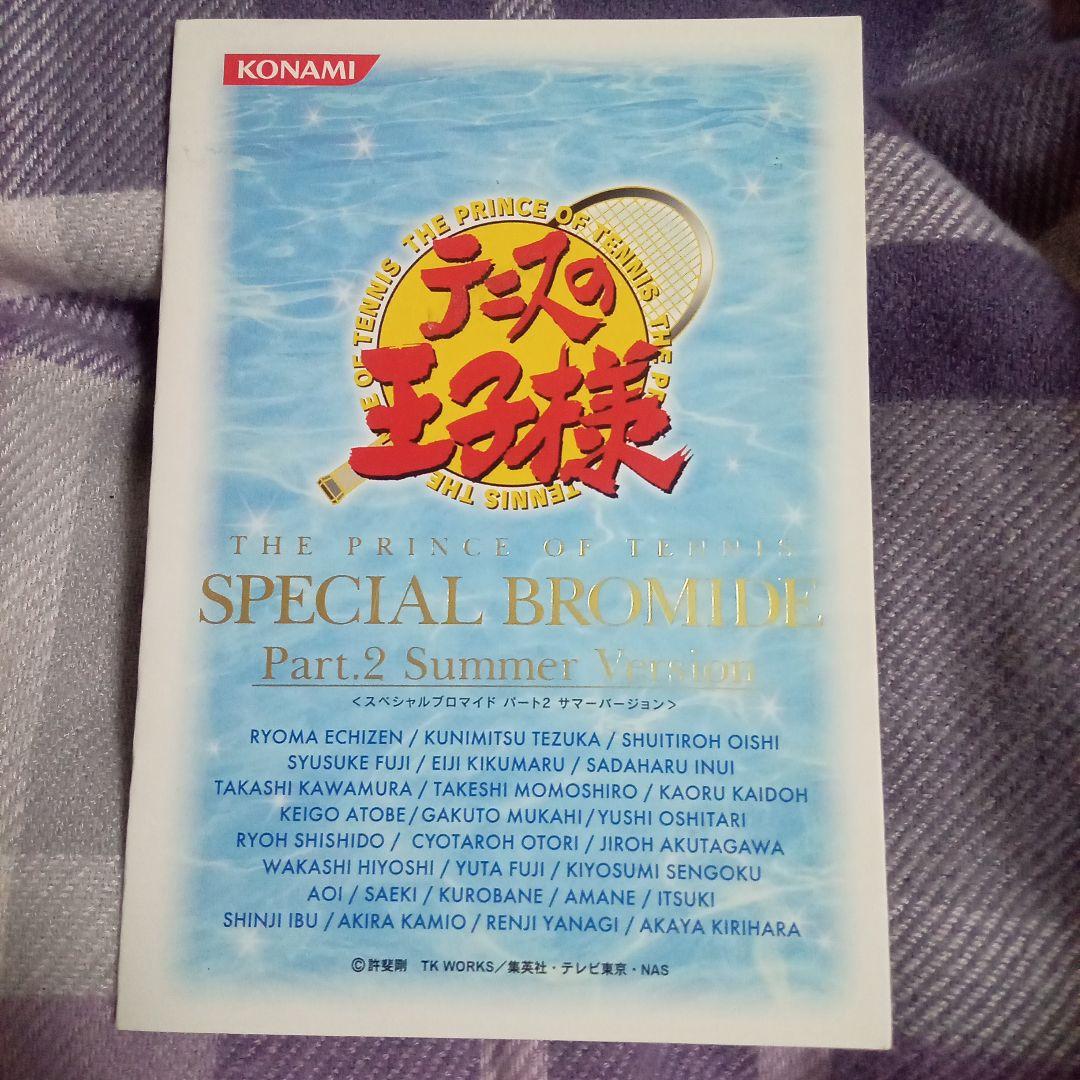 KONAMI
THE PRINCE OF TENNIS THE
テニスの
王子様
OF TENNIS
TENNIS THE
THE PRINCE OF TENNIS
SPECIAL BROMIDE
Part.2 Summer Version
<スペシャルブロマイド パート2 サマーバージョン>
RYOMA ECHIZEN / KUNIMITSU TEZUKA / SHUITIROH OISHI
SYUSUKE FUJI / EIJI KIKUMARU / SADAHARU INUI
TAKASHI KAWAMURA / TAKESHI MOMOSHIRO / KAORU KAIDOH
KEIGO ATOBE / GAKUTO MUKAHI / YUSHI OSHITARI
RYOH SHISHIDO / CYOTAROH OTORI / JIROH AKUTAGAWA
WAKASHI HIYOSHI / YUTA FUJI / KIYOSUMI SENGOKU
AOI / SAEKI / KUROBANE / AMANE / ITSUKI
SHINJI IBU / AKIRA KAMIO / RENJI YANAGI / AKAYA KIRIHARA
©許斐剛 TK WORKS／集英社・テレビ東京・NAS